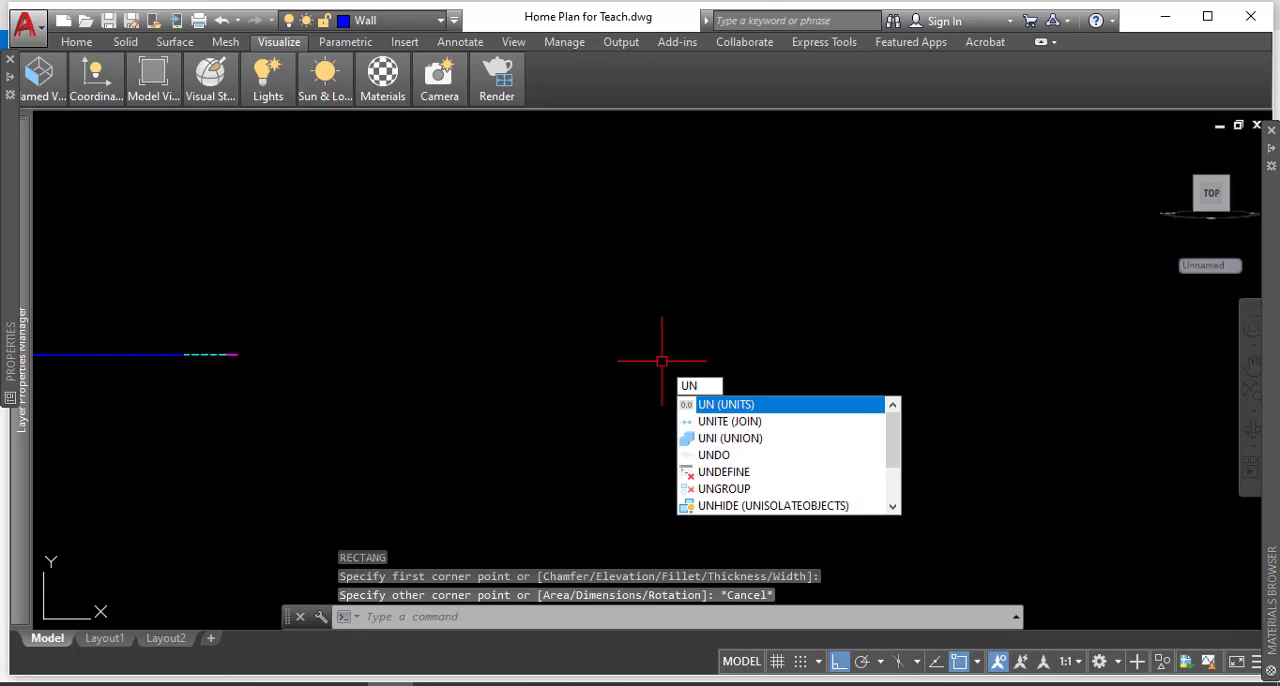 Wall
Home Plan for Teach.dwg
Type a keyword or phrase
Sign In
Home Solid Surface Mesh Visualize Parametric Insert Annotate View Manage Output Add-ins Collaborate Express Tools Featured Apps Acrobat
amed V... Coordina... Model Vi... Visual St... Lights Sun & Lo... Materials Camera Render
TOP
Unnamed
PROPERTIES
Layer Properties Manager
UN
0.0 UN (UNITS)
UNITE (JOIN)
UNI (UNION)
UNDO
UNDEFINE
UNGROUP
UNHIDE (UNISOLATEOBJECTS)
Y
X
RECTANG
Specify first corner point or [Chamfer/Elevation/Fillet/Thickness/Width]:
Specify other corner point or [Area/Dimensions/Rotation]: *Cancel*
Type a command
MATERIALS BROWSER
Model Layout1 Layout2 +
MODEL 1:1